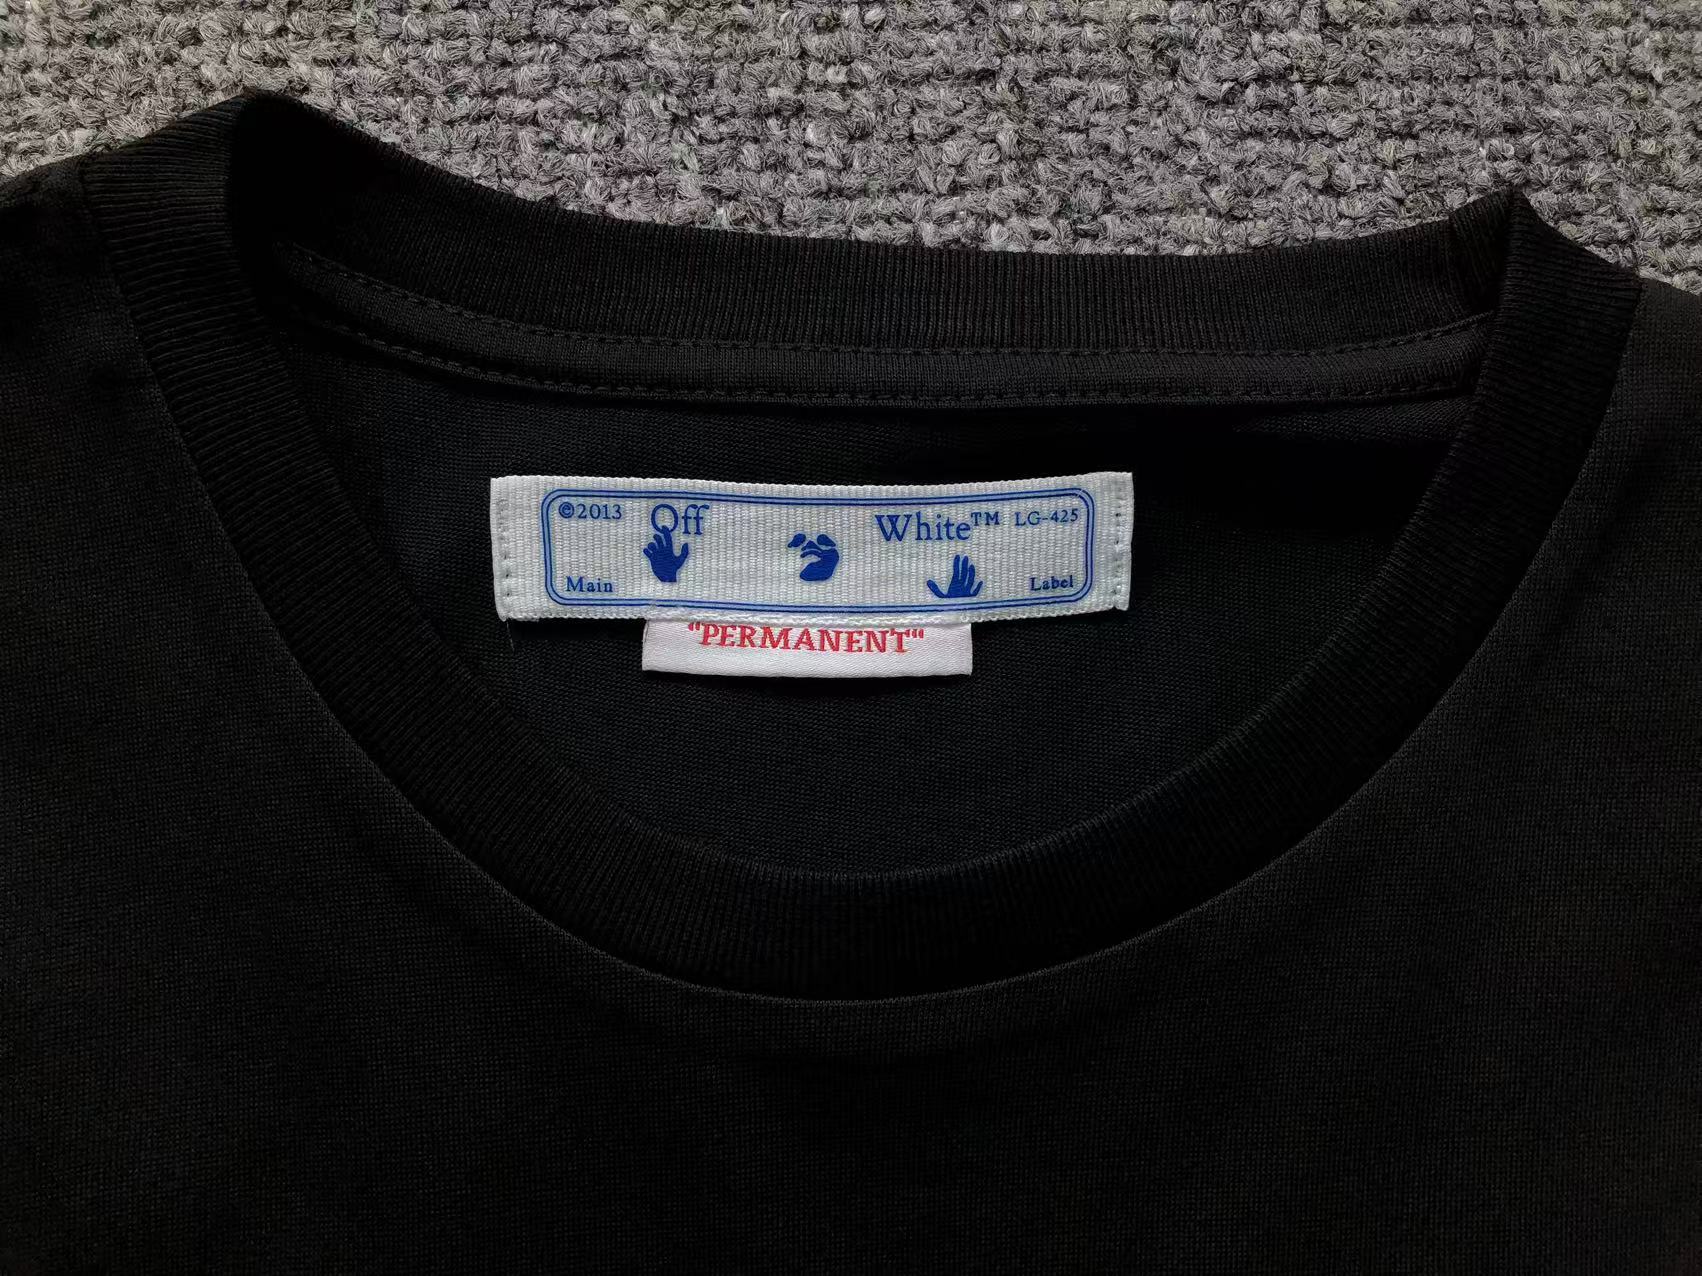 ©2013 Off White™ LG-425
Main Label
"PERMANENT"